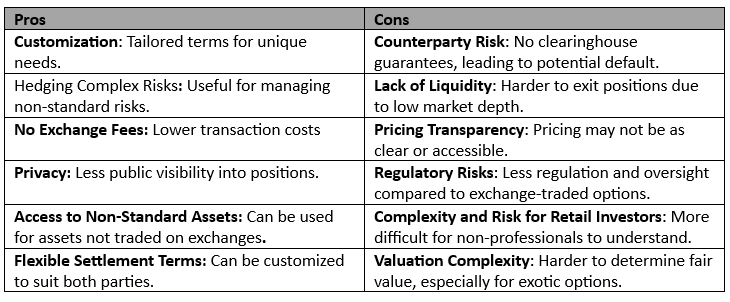 Pros
Cons
Customization: Tailored terms for unique
needs.
Counterparty Risk: No clearinghouse
guarantees, leading to potential default.
Hedging Complex Risks: Useful for managing
non-standard risks.
Lack of Liquidity: Harder to exit positions due
to low market depth.
No Exchange Fees: Lower transaction costs
Pricing Transparency: Pricing may not be as
clear or accessible.
Privacy: Less public visibility into positions.
Regulatory Risks: Less regulation and oversight
compared to exchange-traded options.
Access to Non-Standard Assets: Can be used
for assets not traded on exchanges.
Complexity and Risk for Retail Investors: More
difficult for non-professionals to understand.
Flexible Settlement Terms: Can be customized
to suit both parties.
Valuation Complexity: Harder to determine fair
value, especially for exotic options.